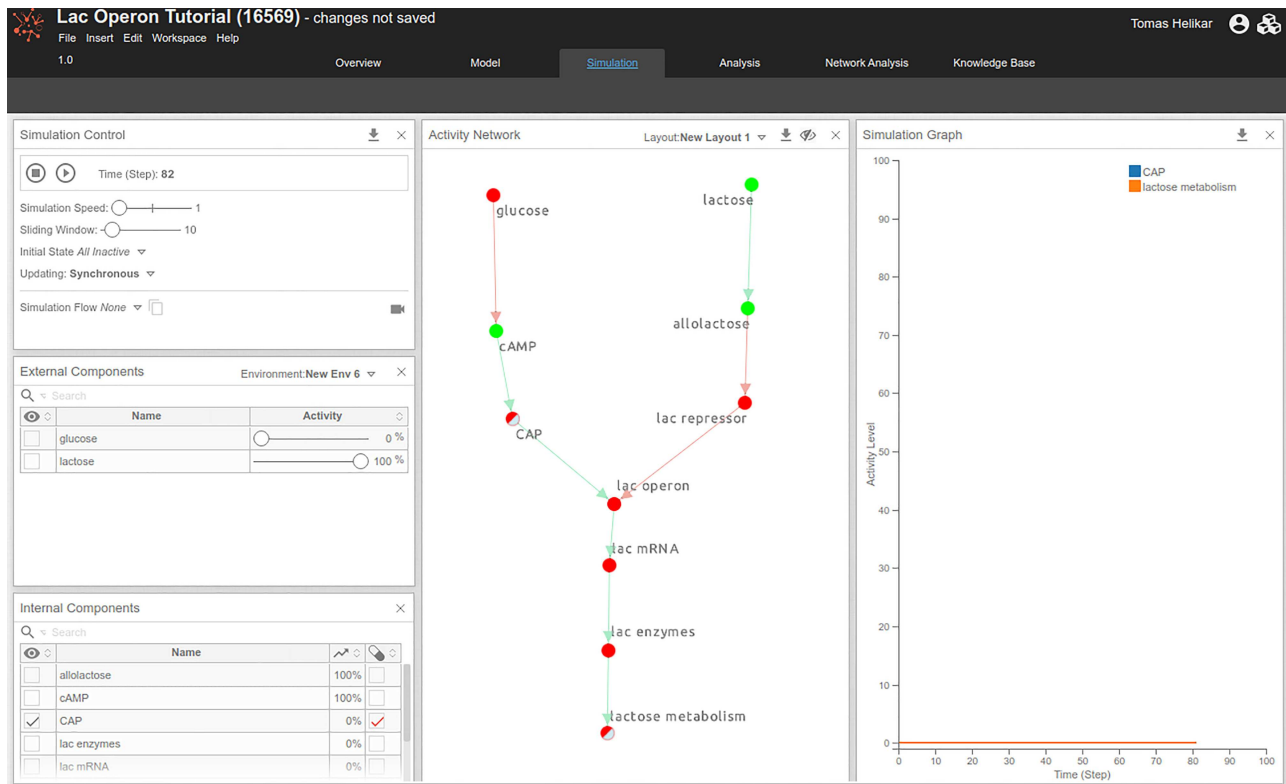 Lac Operon Tutorial (16569) - changes not saved
File Insert Edit Workspace Help
Tomas Helikar
1.0
Overview Model Simulation Analysis Network Analysis Knowledge Base
Simulation Control
Time (Step): 82
Simulation Speed: 1
Sliding Window: 10
Initial State All Inactive
Updating: Synchronous
Simulation Flow None
External Components Environment:New Env 6
Search
Name Activity
glucose 0 %
lactose 100 %
Internal Components
Search
Name
allolactose 100%
cAMP 100%
CAP 0%
lac enzymes 0%
lac mRNA 0%
Activity Network Layout:New Layout 1
glucose
lactose
allolactose
cAMP
lac repressor
CAP
lac operon
lac mRNA
lac enzymes
lactose metabolism
Simulation Graph
CAP
lactose metabolism
100
90
80
70
60
50
40
30
20
10
0
Activity Level
0 10 20 30 40 50 60 70 80 90 100
Time (Step)